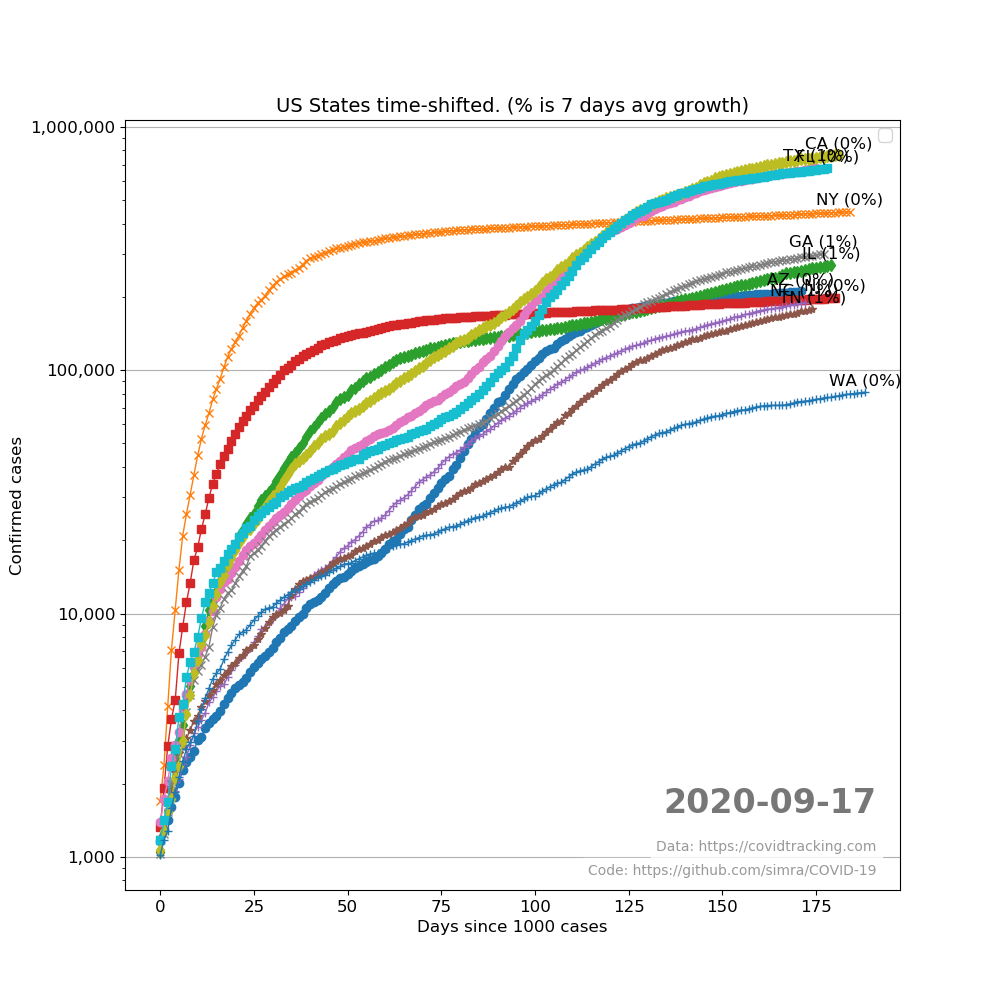 US States time-shifted. (% is 7 days avg growth)
1,000,000
100,000
10,000
1,000
Confirmed cases
CA (0%)
NY (0%)
GA (1%)
IL (1%)
AZ (0%)
NJ (0%)
TN (1%)
WA (0%)
2020-09-17
Data: https://covidtracking.com
Code: https://github.com/simra/COVID-19
0 25 50 75 100 125 150 175
Days since 1000 cases